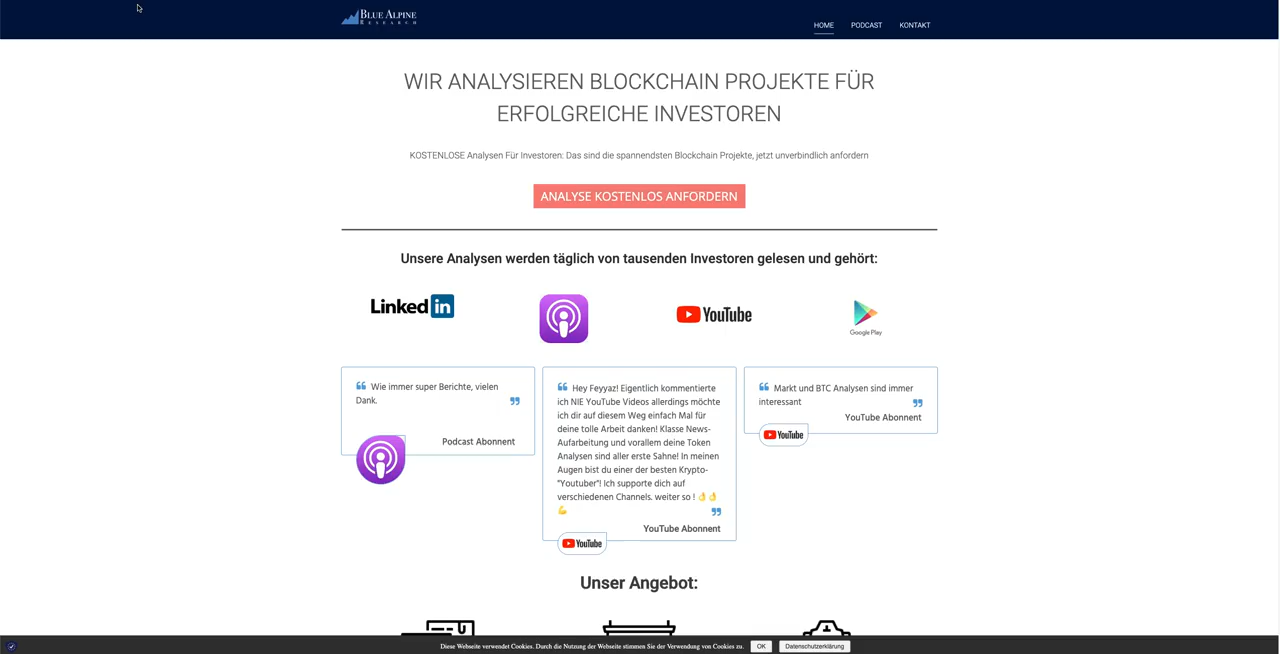 BLUE ALPINE
RESEARCH
HOME PODCAST KONTAKT
WIR ANALYSIEREN BLOCKCHAIN PROJEKTE FÜR
ERFOLGREICHE INVESTOREN
KOSTENLOSE Analysen Für Investoren: Das sind die spannendsten Blockchain Projekte, jetzt unverbindlich anfordern
ANALYSE KOSTENLOS ANFORDERN
Unsere Analysen werden täglich von tausenden Investoren gelesen und gehört:
Linked in
YouTube
Google Play
Wie immer super Berichte, vielen
Dank.
Podcast Abonnent
Hey Feyyaz! Eigentlich kommentierte
ich NIE YouTube Videos allerdings möchte
ich dir auf diesem Weg einfach Mal für
deine tolle Arbeit danken! Klasse News-
Aufarbeitung und vorallem deine Token
Analysen sind aller erste Sahne! In meinen
Augen bist du einer der besten Krypto-
"Youtuber"! Ich supporte dich auf
verschiedenen Channels. weiter so ! 👌👌
💪
YouTube Abonnent
YouTube
Markt und BTC Analysen sind immer
interessant
YouTube Abonnent
YouTube
Unser Angebot:
Diese Webseite verwendet Cookies. Durch die Nutzung der Webseite stimmen Sie der Verwendung von Cookies zu. OK Datenschutzerklärung